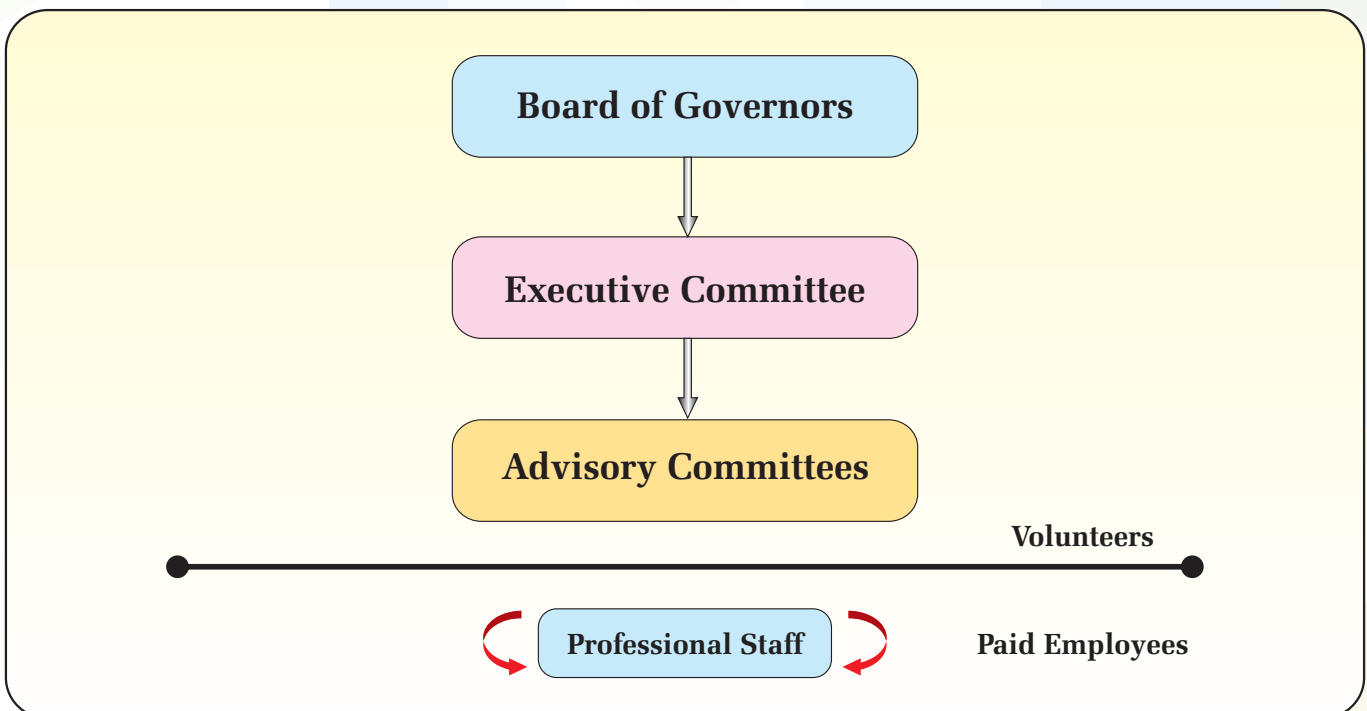 Board of Governors
Executive Committee
Advisory Committees
Volunteers
Professional Staff
Paid Employees